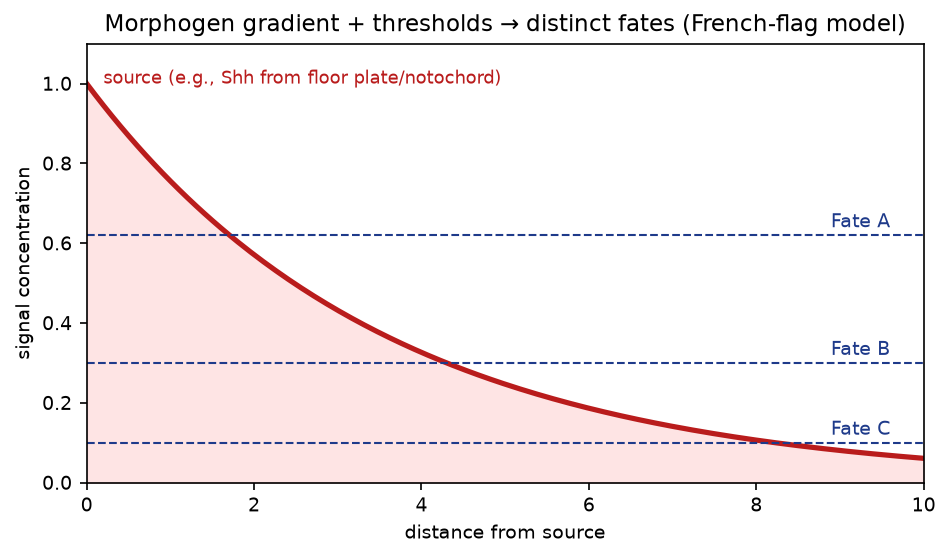 Morphogen gradient + thresholds → distinct fates (French-flag model)
source (e.g., Shh from floor plate/notochord)
Fate A
Fate B
Fate C
signal concentration
1.0
0.8
0.6
0.4
0.2
0.0
0 2 4 6 8 10
distance from source